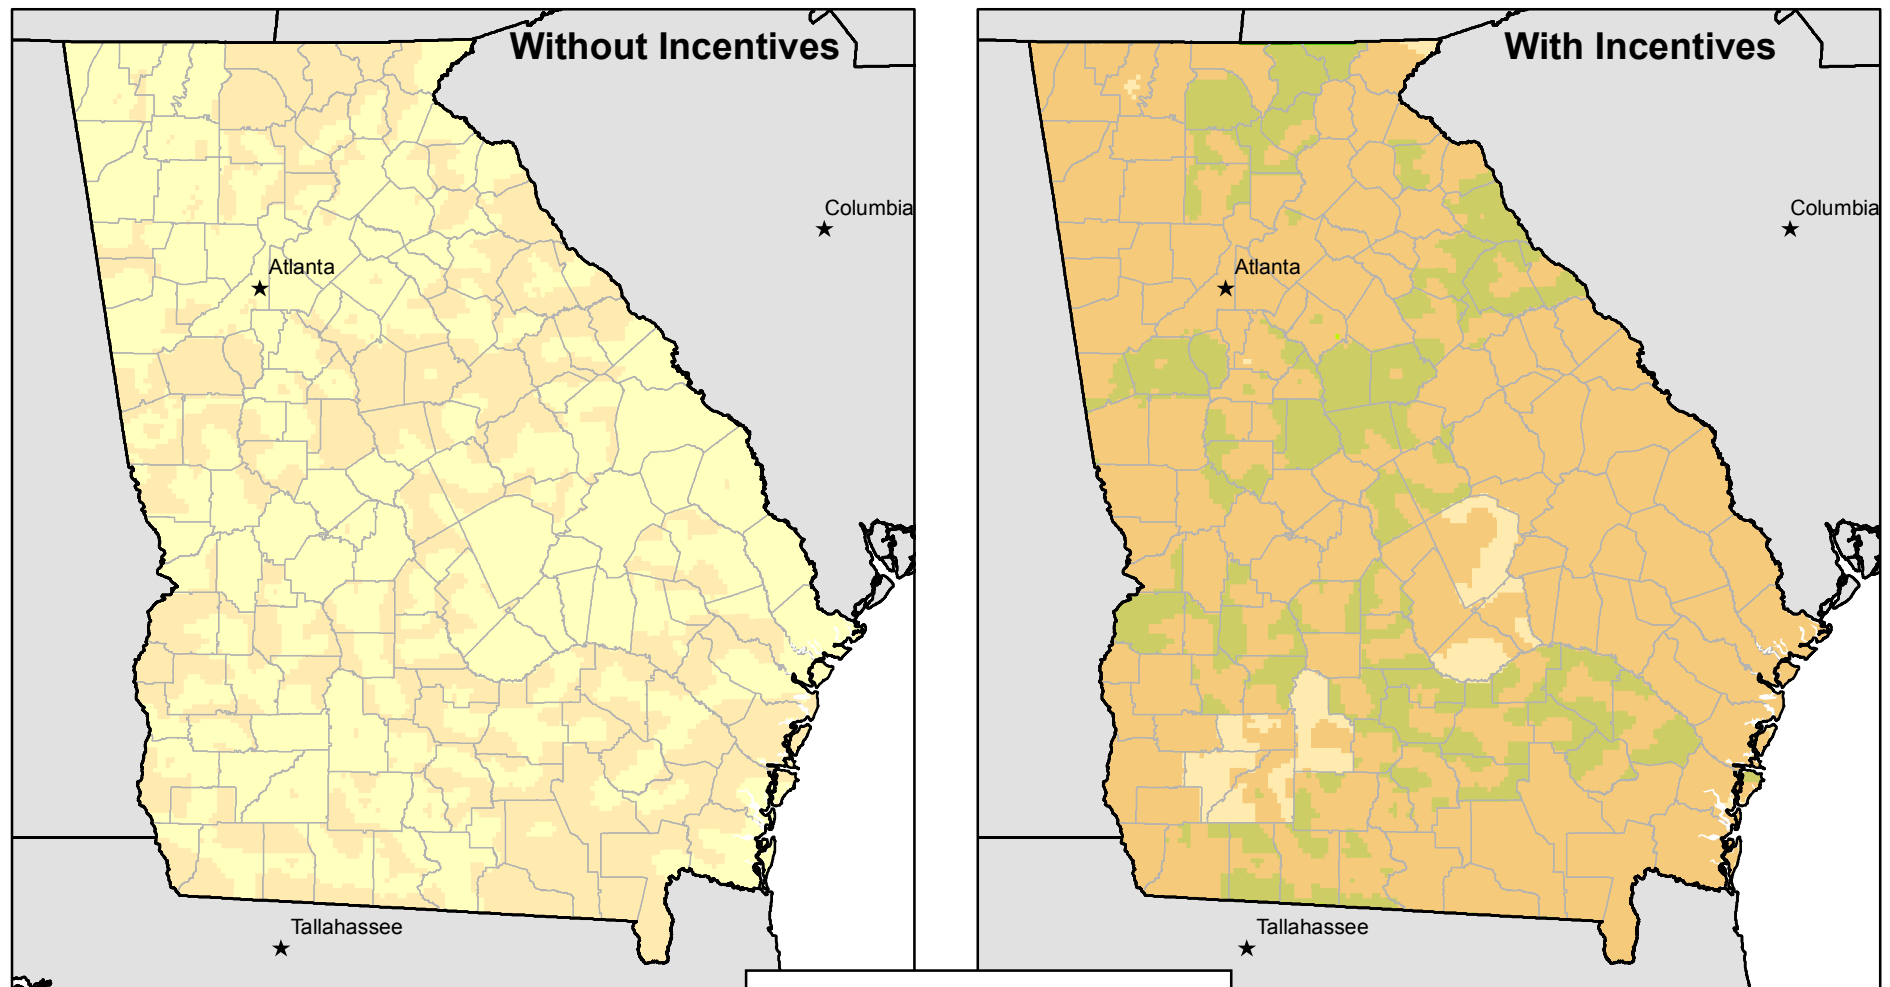 Without Incentives
Columbia
Atlanta
Tallahassee
With Incentives
Columbia
Atlanta
Tallahassee